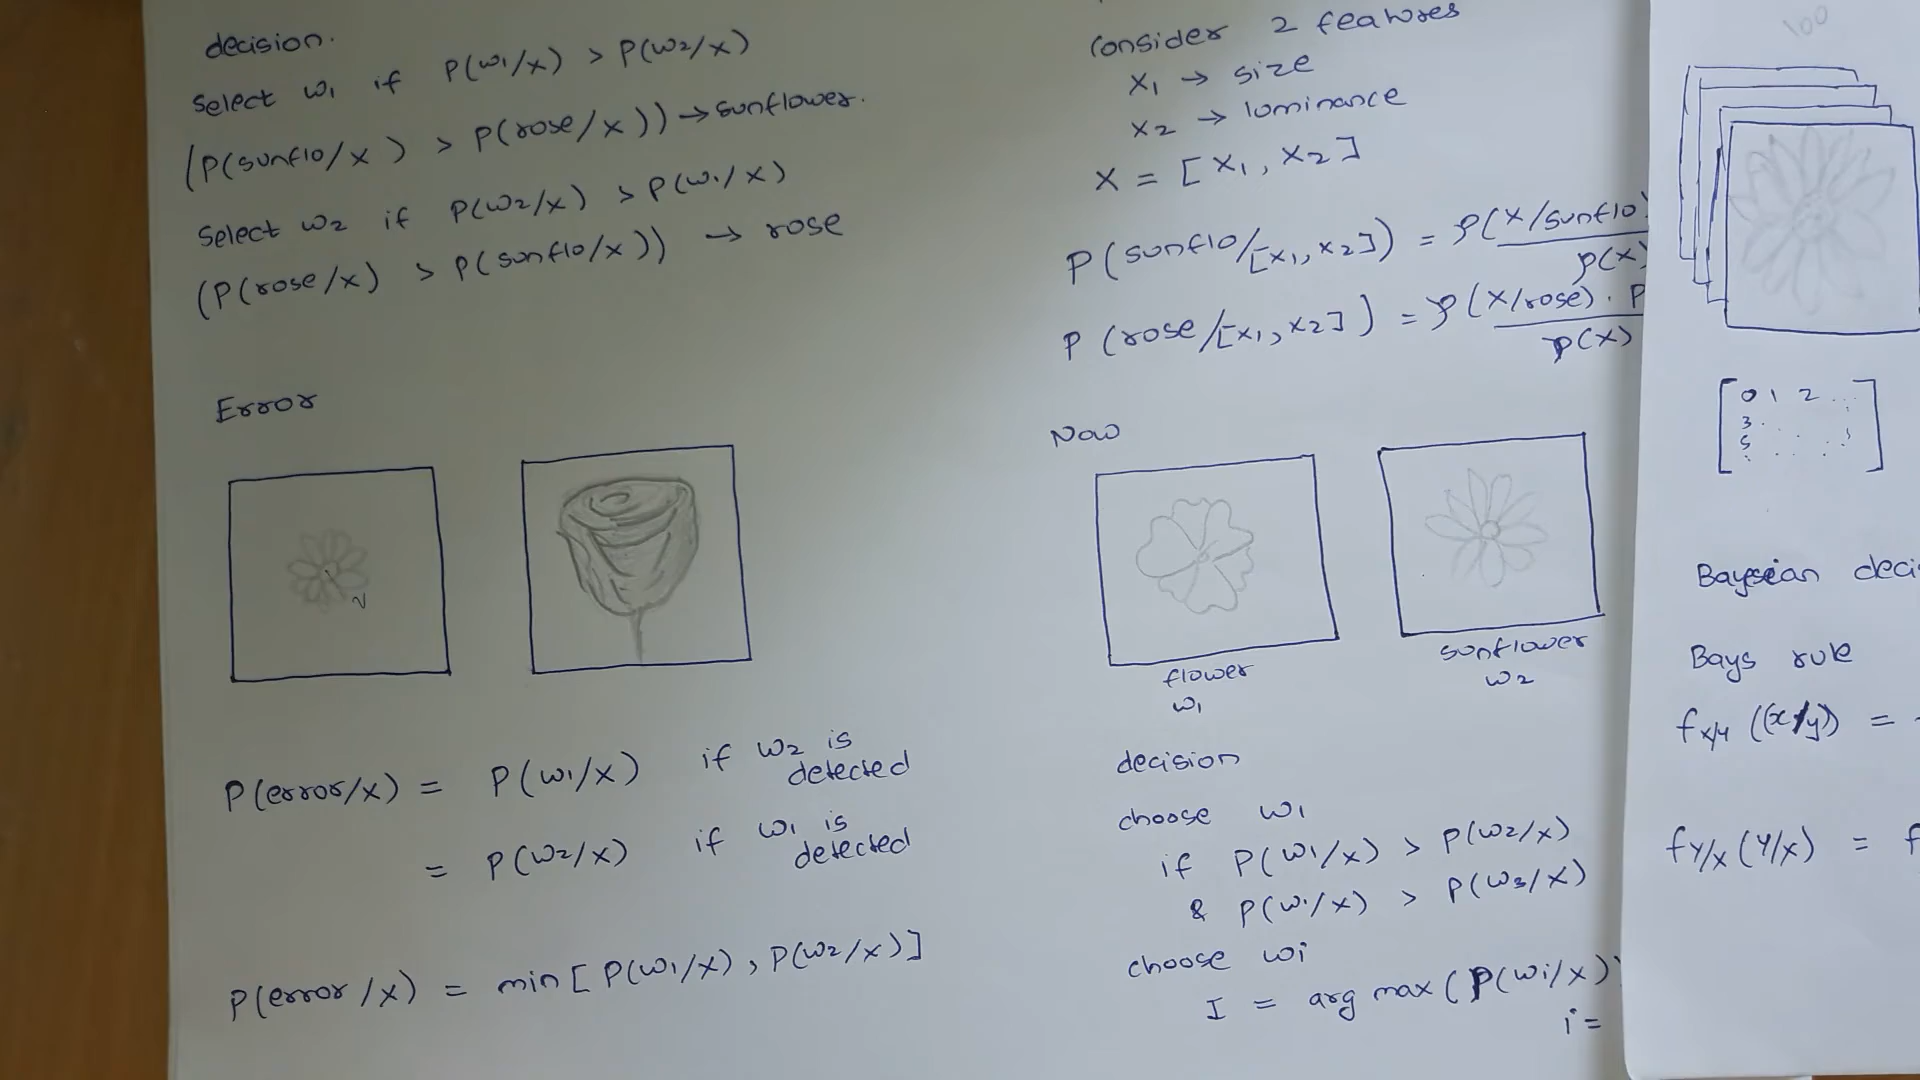 decision.
Select ω1 if P(ω1/x) > P(ω2/x)
(P(sunflo/x) > P(rose/x)) → sunflower.
Select ω2 if P(ω2/x) > P(ω1/x)
(P(rose/x) > P(sunflo/x)) → rose
Error
P(error/x) = P(ω1/x) if ω2 is detected
= P(ω2/x) if ω1 is detected
P(error/x) = min [P(ω1/x), P(ω2/x)]
Consider 2 features
x1 → size
x2 → luminance
X = [x1, x2]
P(sunflo/[x1, x2]) = P(X/sunflo)
p(x)
P(rose/[x1, x2]) = P(X/rose) . P
p(x)
Now
flower
ω1
sunflower
ω2
decision
choose ω1
if P(ω1/x) > P(ω2/x)
& P(ω1/x) > P(ω3/x)
choose ωi
I = arg max (P(ωi/x)
i =
100
0 1 2 ..
3 .
5
Bayseian deci
Bays rule
fx/y ((x/y)) =
fY/x (Y/x) = f